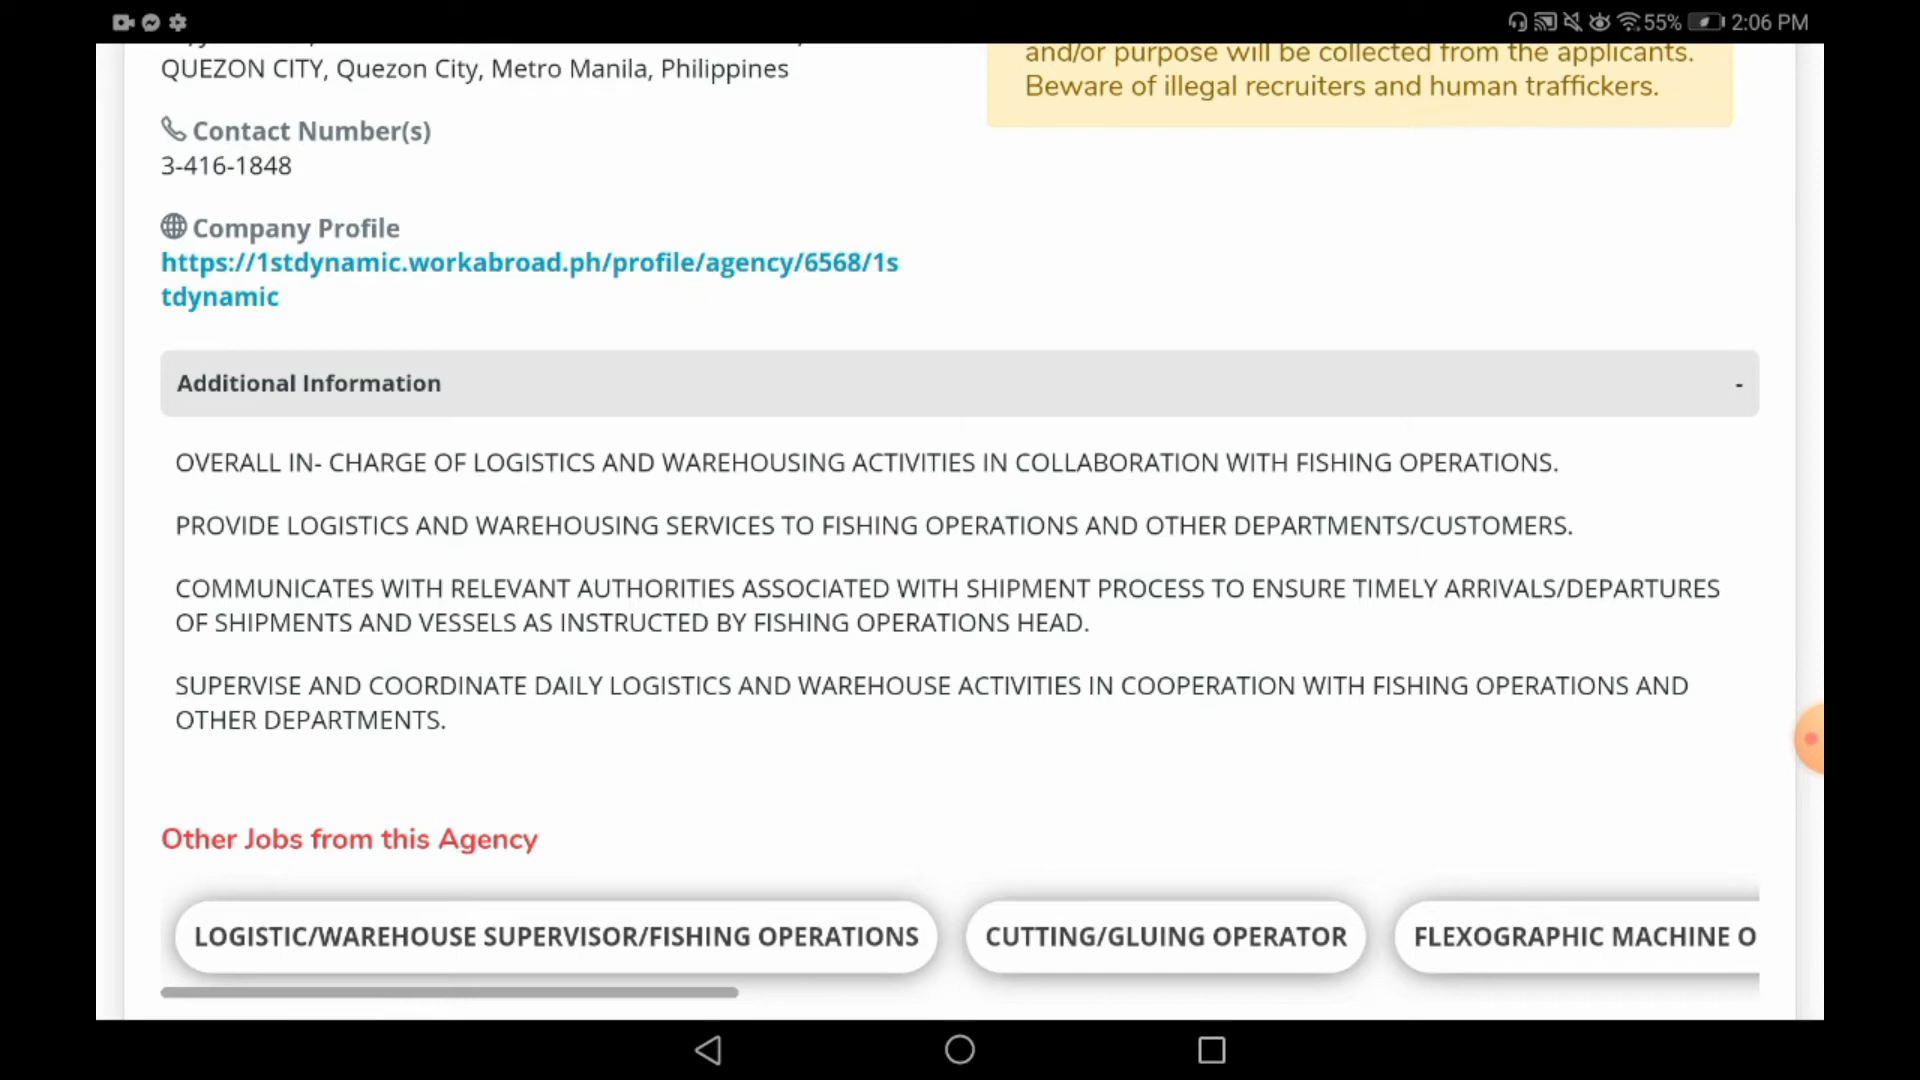 55% 2:06 PM
QUEZON CITY, Quezon City, Metro Manila, Philippines
and/or purpose will be collected from the applicants.
Beware of illegal recruiters and human traffickers.
Contact Number(s)
3-416-1848
Company Profile
https://1stdynamic.workabroad.ph/profile/agency/6568/1s
tdynamic
Additional Information -
OVERALL IN- CHARGE OF LOGISTICS AND WAREHOUSING ACTIVITIES IN COLLABORATION WITH FISHING OPERATIONS.
PROVIDE LOGISTICS AND WAREHOUSING SERVICES TO FISHING OPERATIONS AND OTHER DEPARTMENTS/CUSTOMERS.
COMMUNICATES WITH RELEVANT AUTHORITIES ASSOCIATED WITH SHIPMENT PROCESS TO ENSURE TIMELY ARRIVALS/DEPARTURES
OF SHIPMENTS AND VESSELS AS INSTRUCTED BY FISHING OPERATIONS HEAD.
SUPERVISE AND COORDINATE DAILY LOGISTICS AND WAREHOUSE ACTIVITIES IN COOPERATION WITH FISHING OPERATIONS AND
OTHER DEPARTMENTS.
Other Jobs from this Agency
LOGISTIC/WAREHOUSE SUPERVISOR/FISHING OPERATIONS
CUTTING/GLUING OPERATOR
FLEXOGRAPHIC MACHINE O